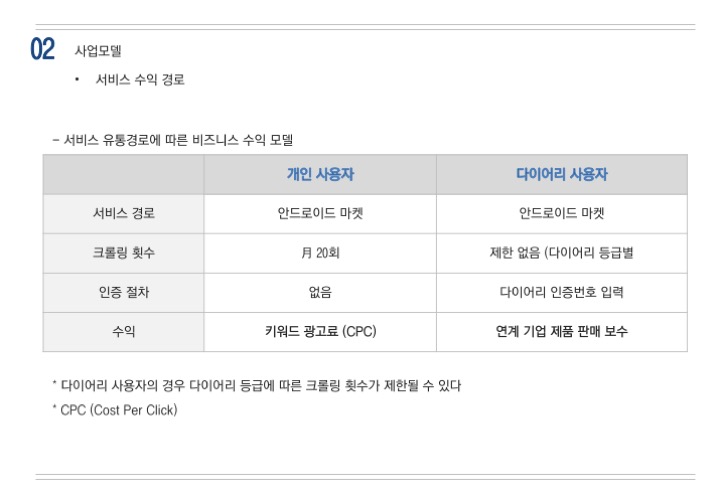 02 사업모델
• 서비스 수익 경로
- 서비스 유통경로에 따른 비즈니스 수익 모델
개인 사용자 다이어리 사용자
서비스 경로 안드로이드 마켓 안드로이드 마켓
크롤링 횟수 月 20회 제한 없음 (다이어리 등급별
인증 절차 없음 다이어리 인증번호 입력
수익 키워드 광고료 (CPC) 연계 기업 제품 판매 보수
* 다이어리 사용자의 경우 다이어리 등급에 따른 크롤링 횟수가 제한될 수 있다
* CPC (Cost Per Click)